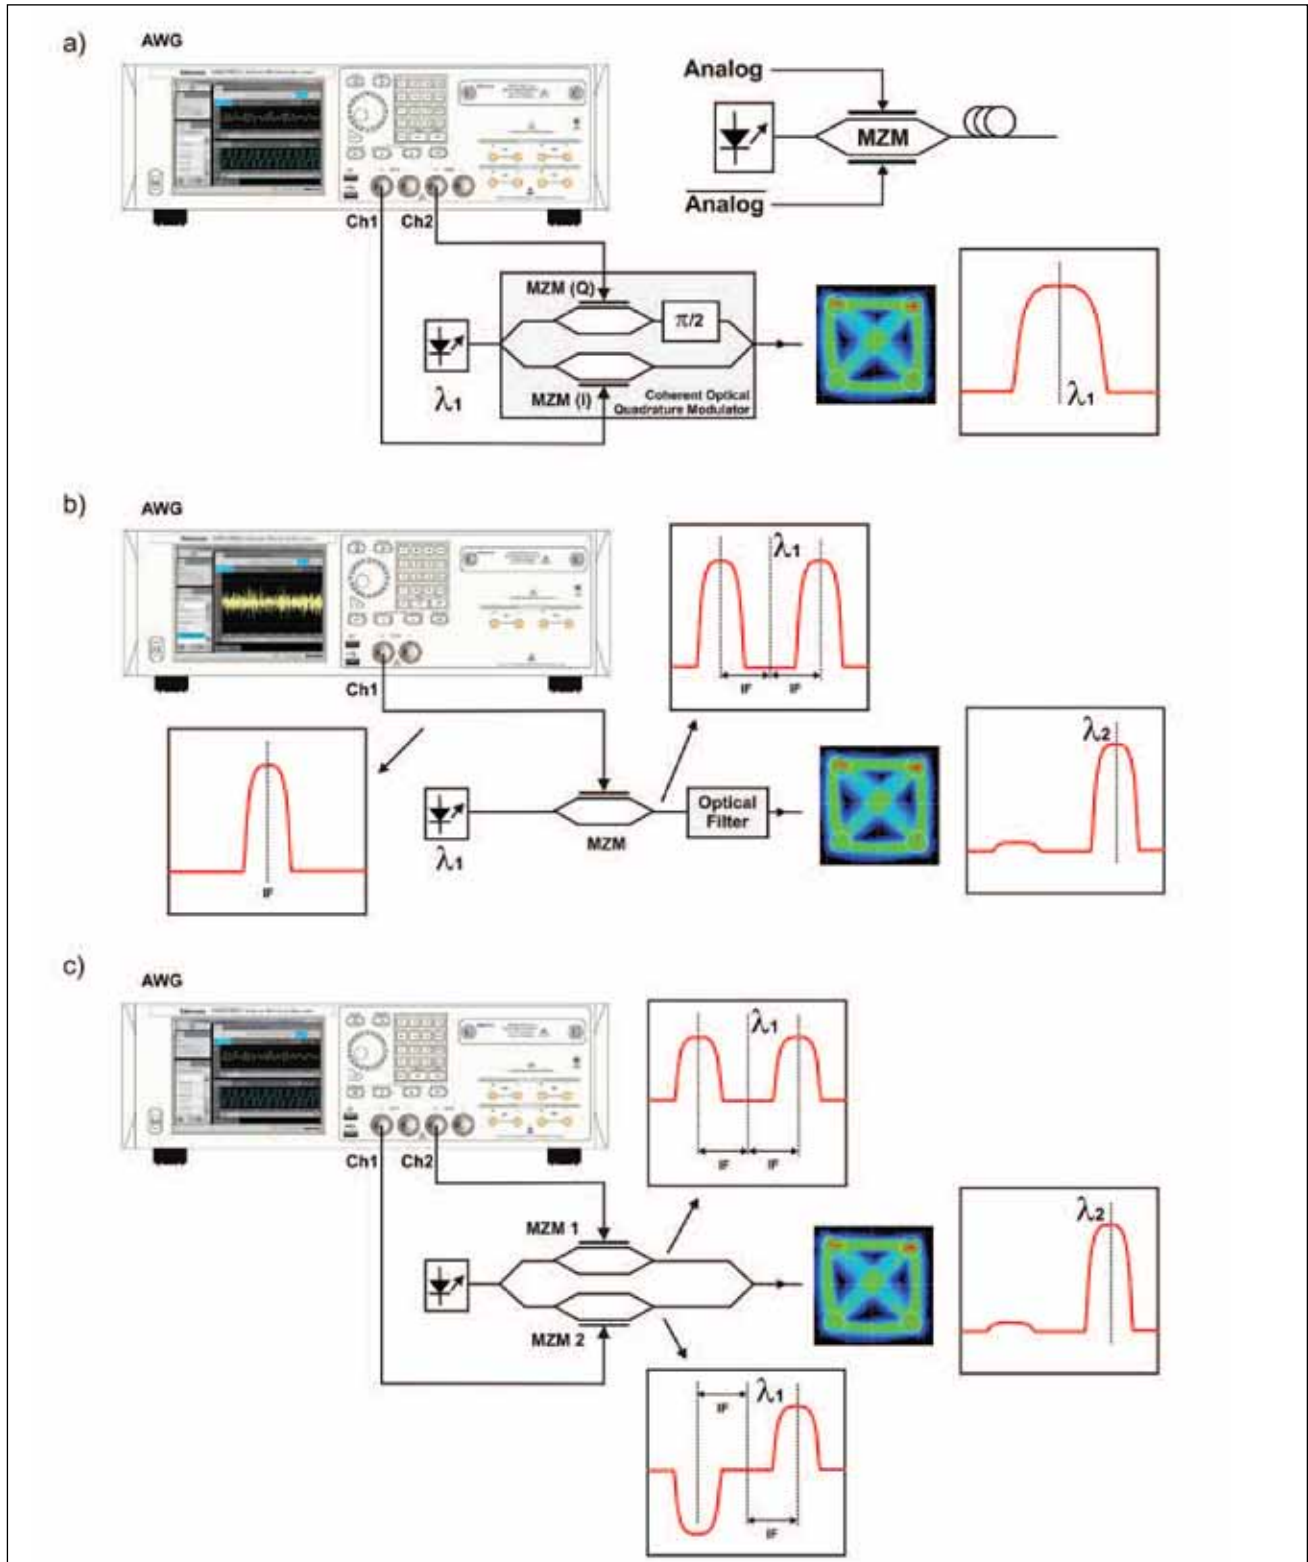 a)
AWG
Analog
MZM
Analog
Ch1
Ch2
MZM (Q)
π/2
λ1
MZM (I)
Coherent Optical
Quadrature Modulator
λ1
b)
AWG
λ1
IF
IF
Ch1
λ2
Optical
Filter
MZM
λ1
IF
c)
AWG
λ1
IF
IF
Ch1
Ch2
MZM 1
λ2
MZM 2
λ1
IF
IF